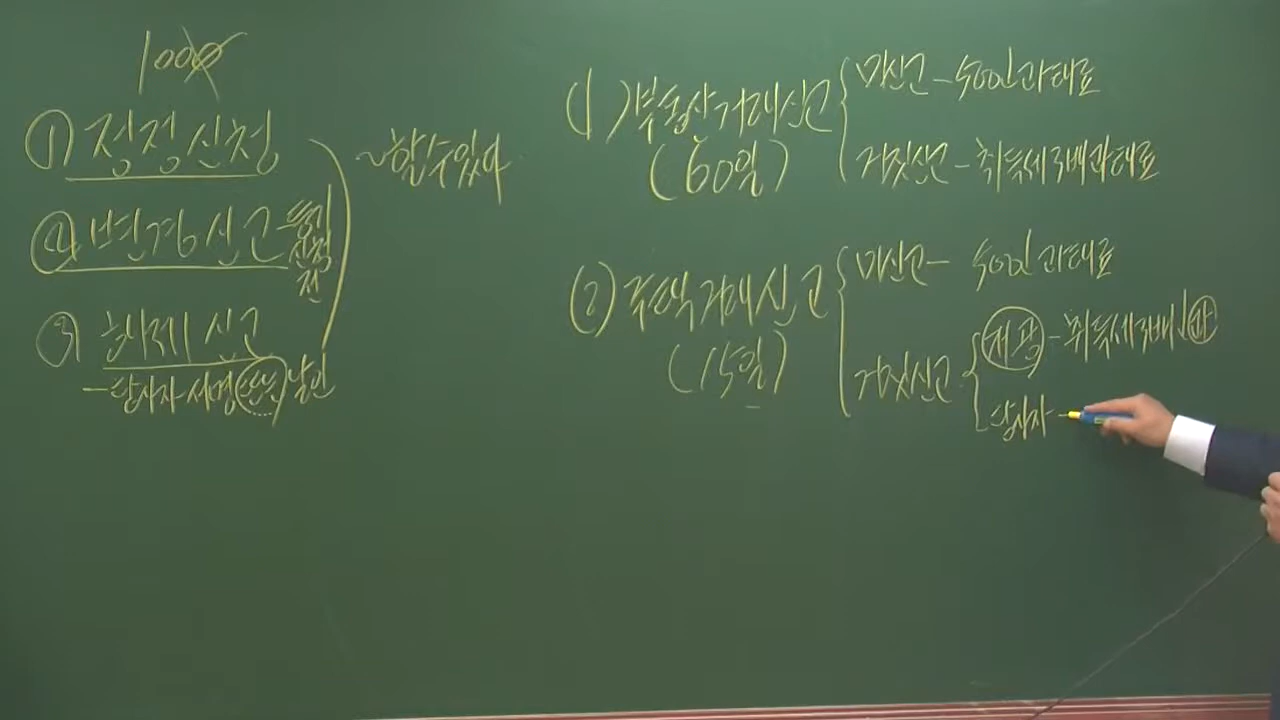 1000
① 정정신청
② 변경신고 - 등기신청전
③ 해제신고
- 당사자 서명(또는)날인
~할 수 있다
(1) 부동산거래신고
(60일)
미신고 - 500만 과태료
거짓신고 - 취득세 3배 과태료
(2) 주택거래신고
(15일)
미신고 - 500만 과태료
거짓신고
취득세 3배↓ 과
당사자 -